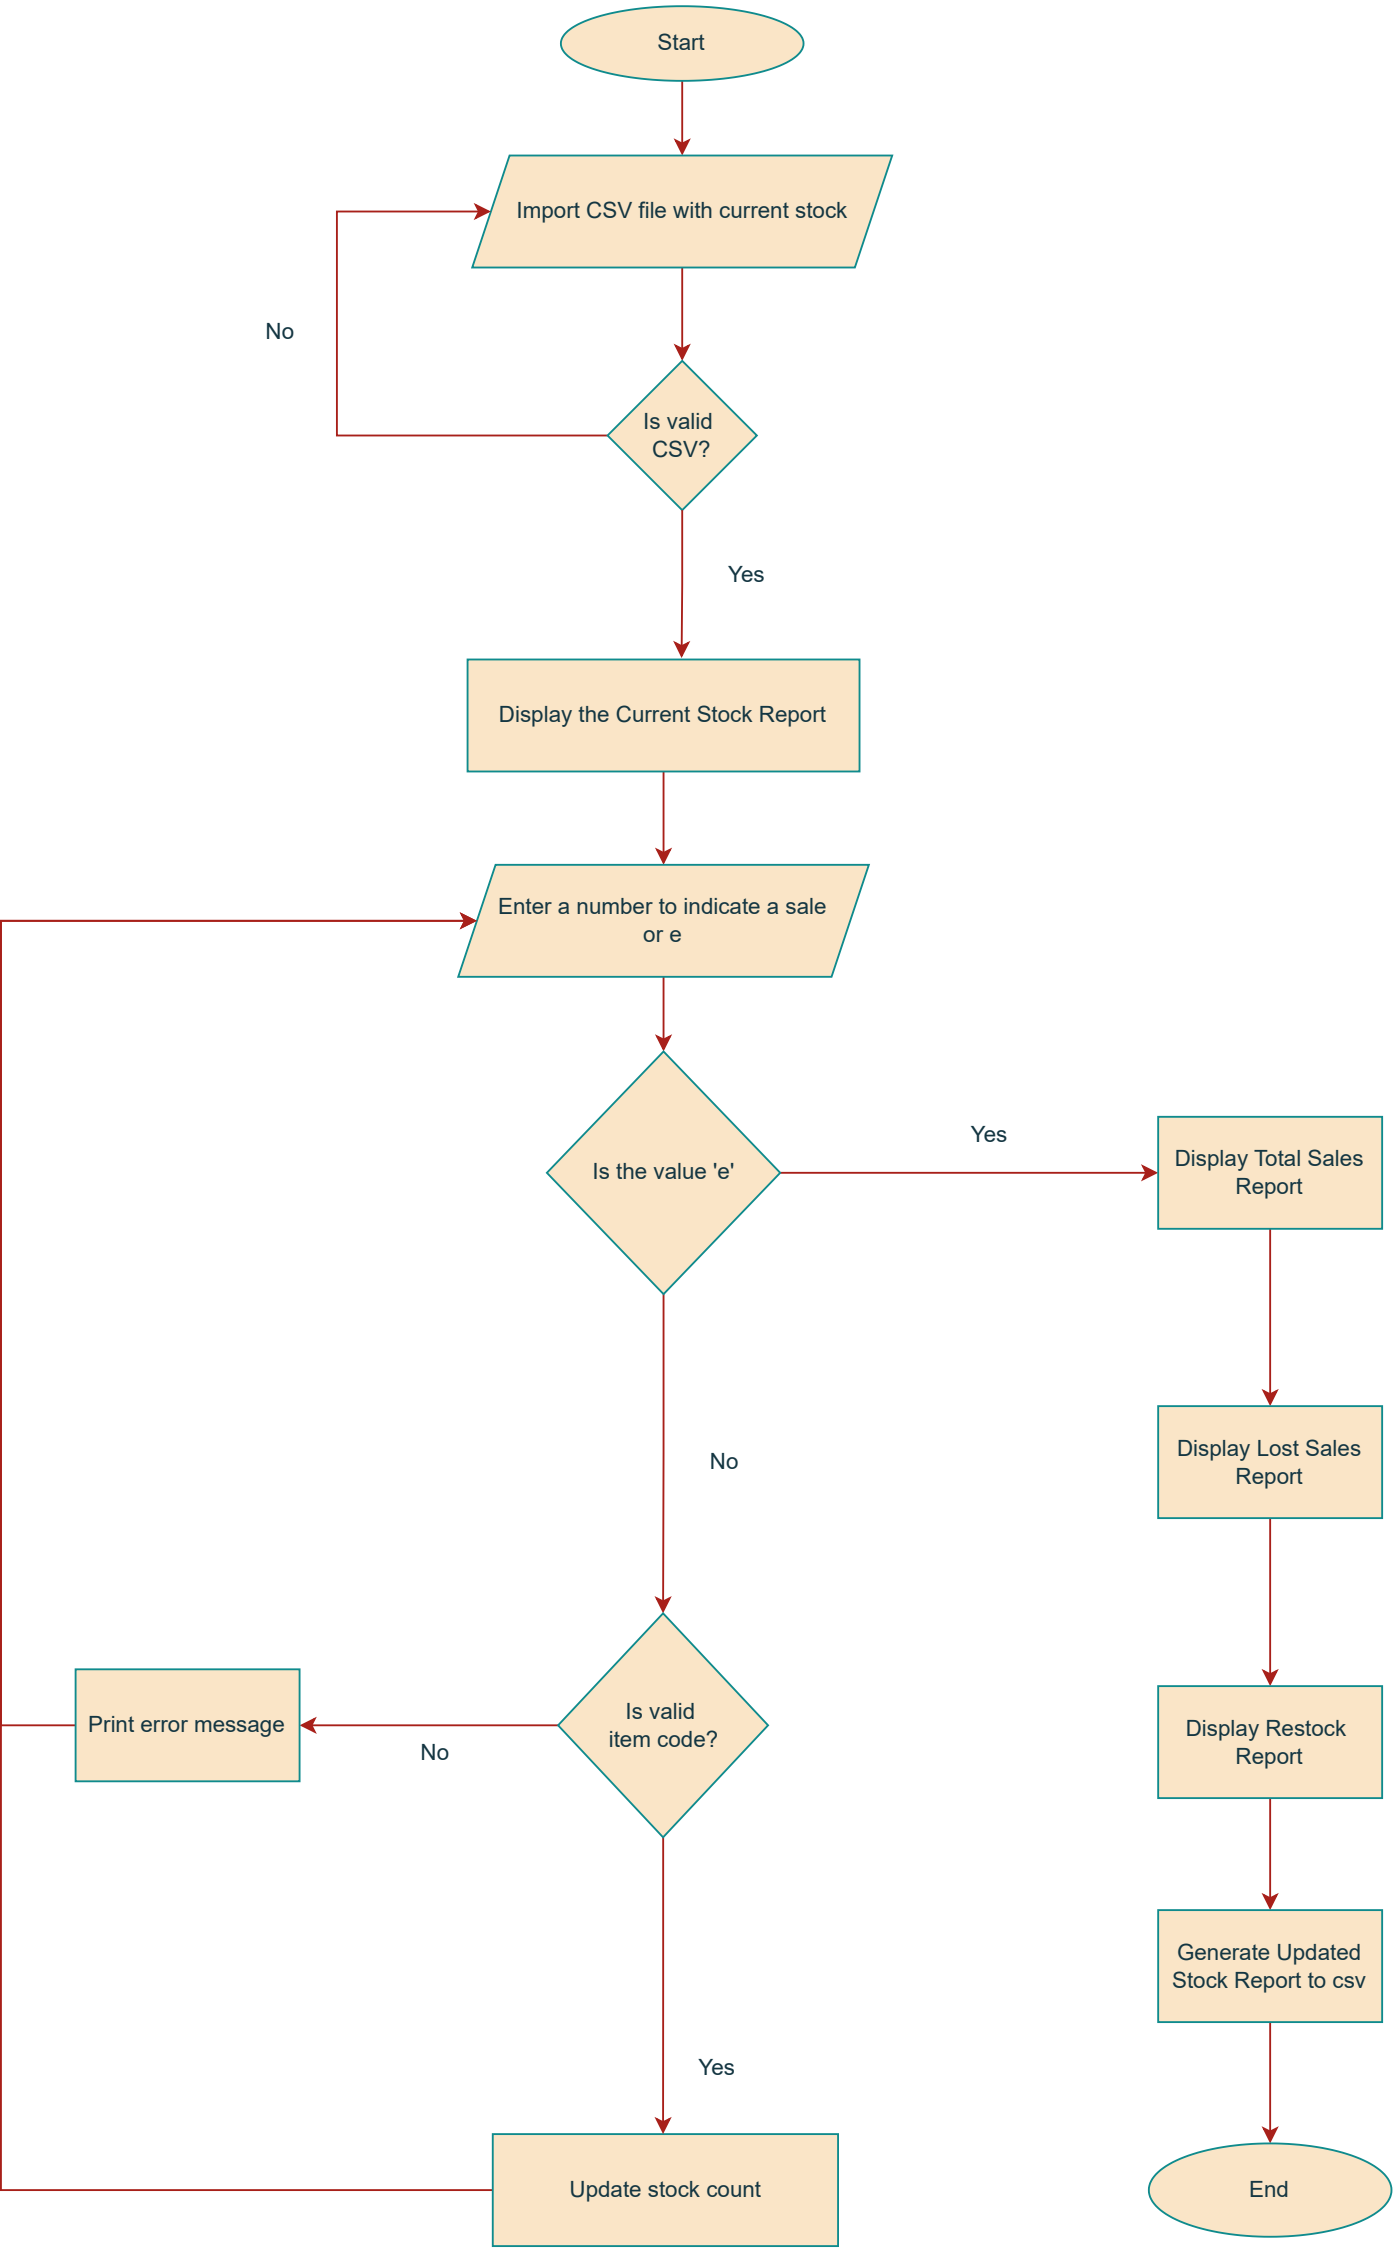 Start
Import CSV file with current stock
No
Is valid
CSV?
Yes
Display the Current Stock Report
Enter a number to indicate a sale
or e
Is the value 'e'
Yes
Display Total Sales
Report
No
Display Lost Sales
Report
Is valid
item code?
No
Print error message
Display Restock
Report
Generate Updated
Stock Report to csv
Yes
Update stock count
End